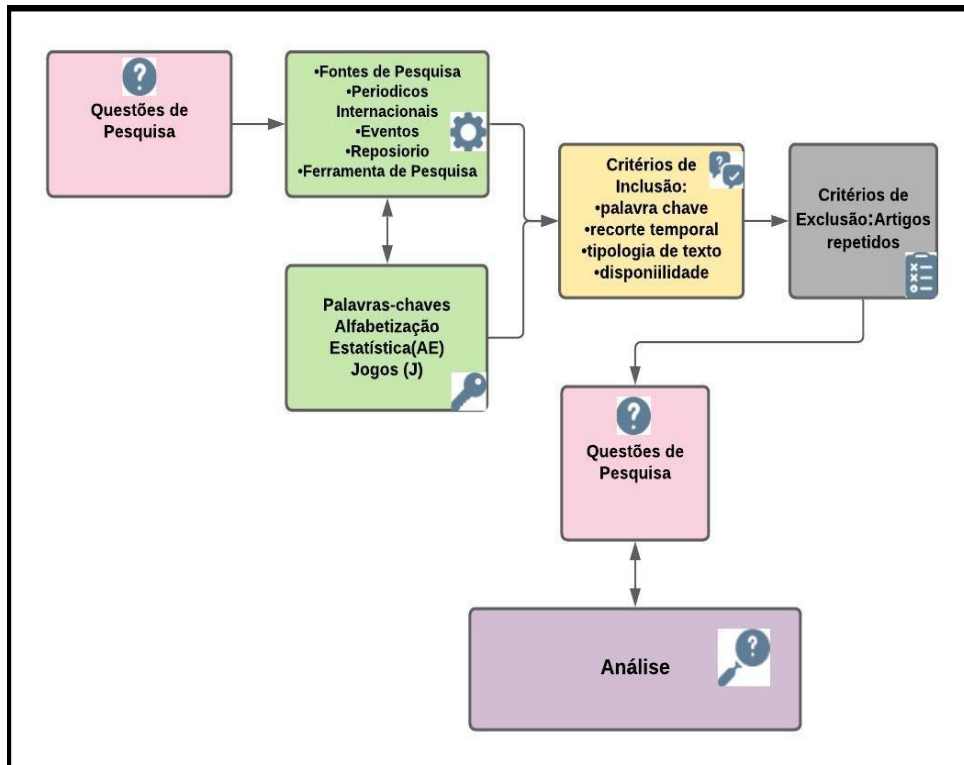 Questões de
Pesquisa
•Fontes de Pesquisa
•Periodicos
Internacionais
•Eventos
•Reposiorio
•Ferramenta de Pesquisa
Palavras-chaves
Alfabetização
Estatística(AE)
Jogos (J)
Critérios de
Inclusão:
•palavra chave
•recorte temporal
•tipologia de texto
•disponiilidade
Critérios de
Exclusão:Artigos
repetidos
Questões de
Pesquisa
Análise